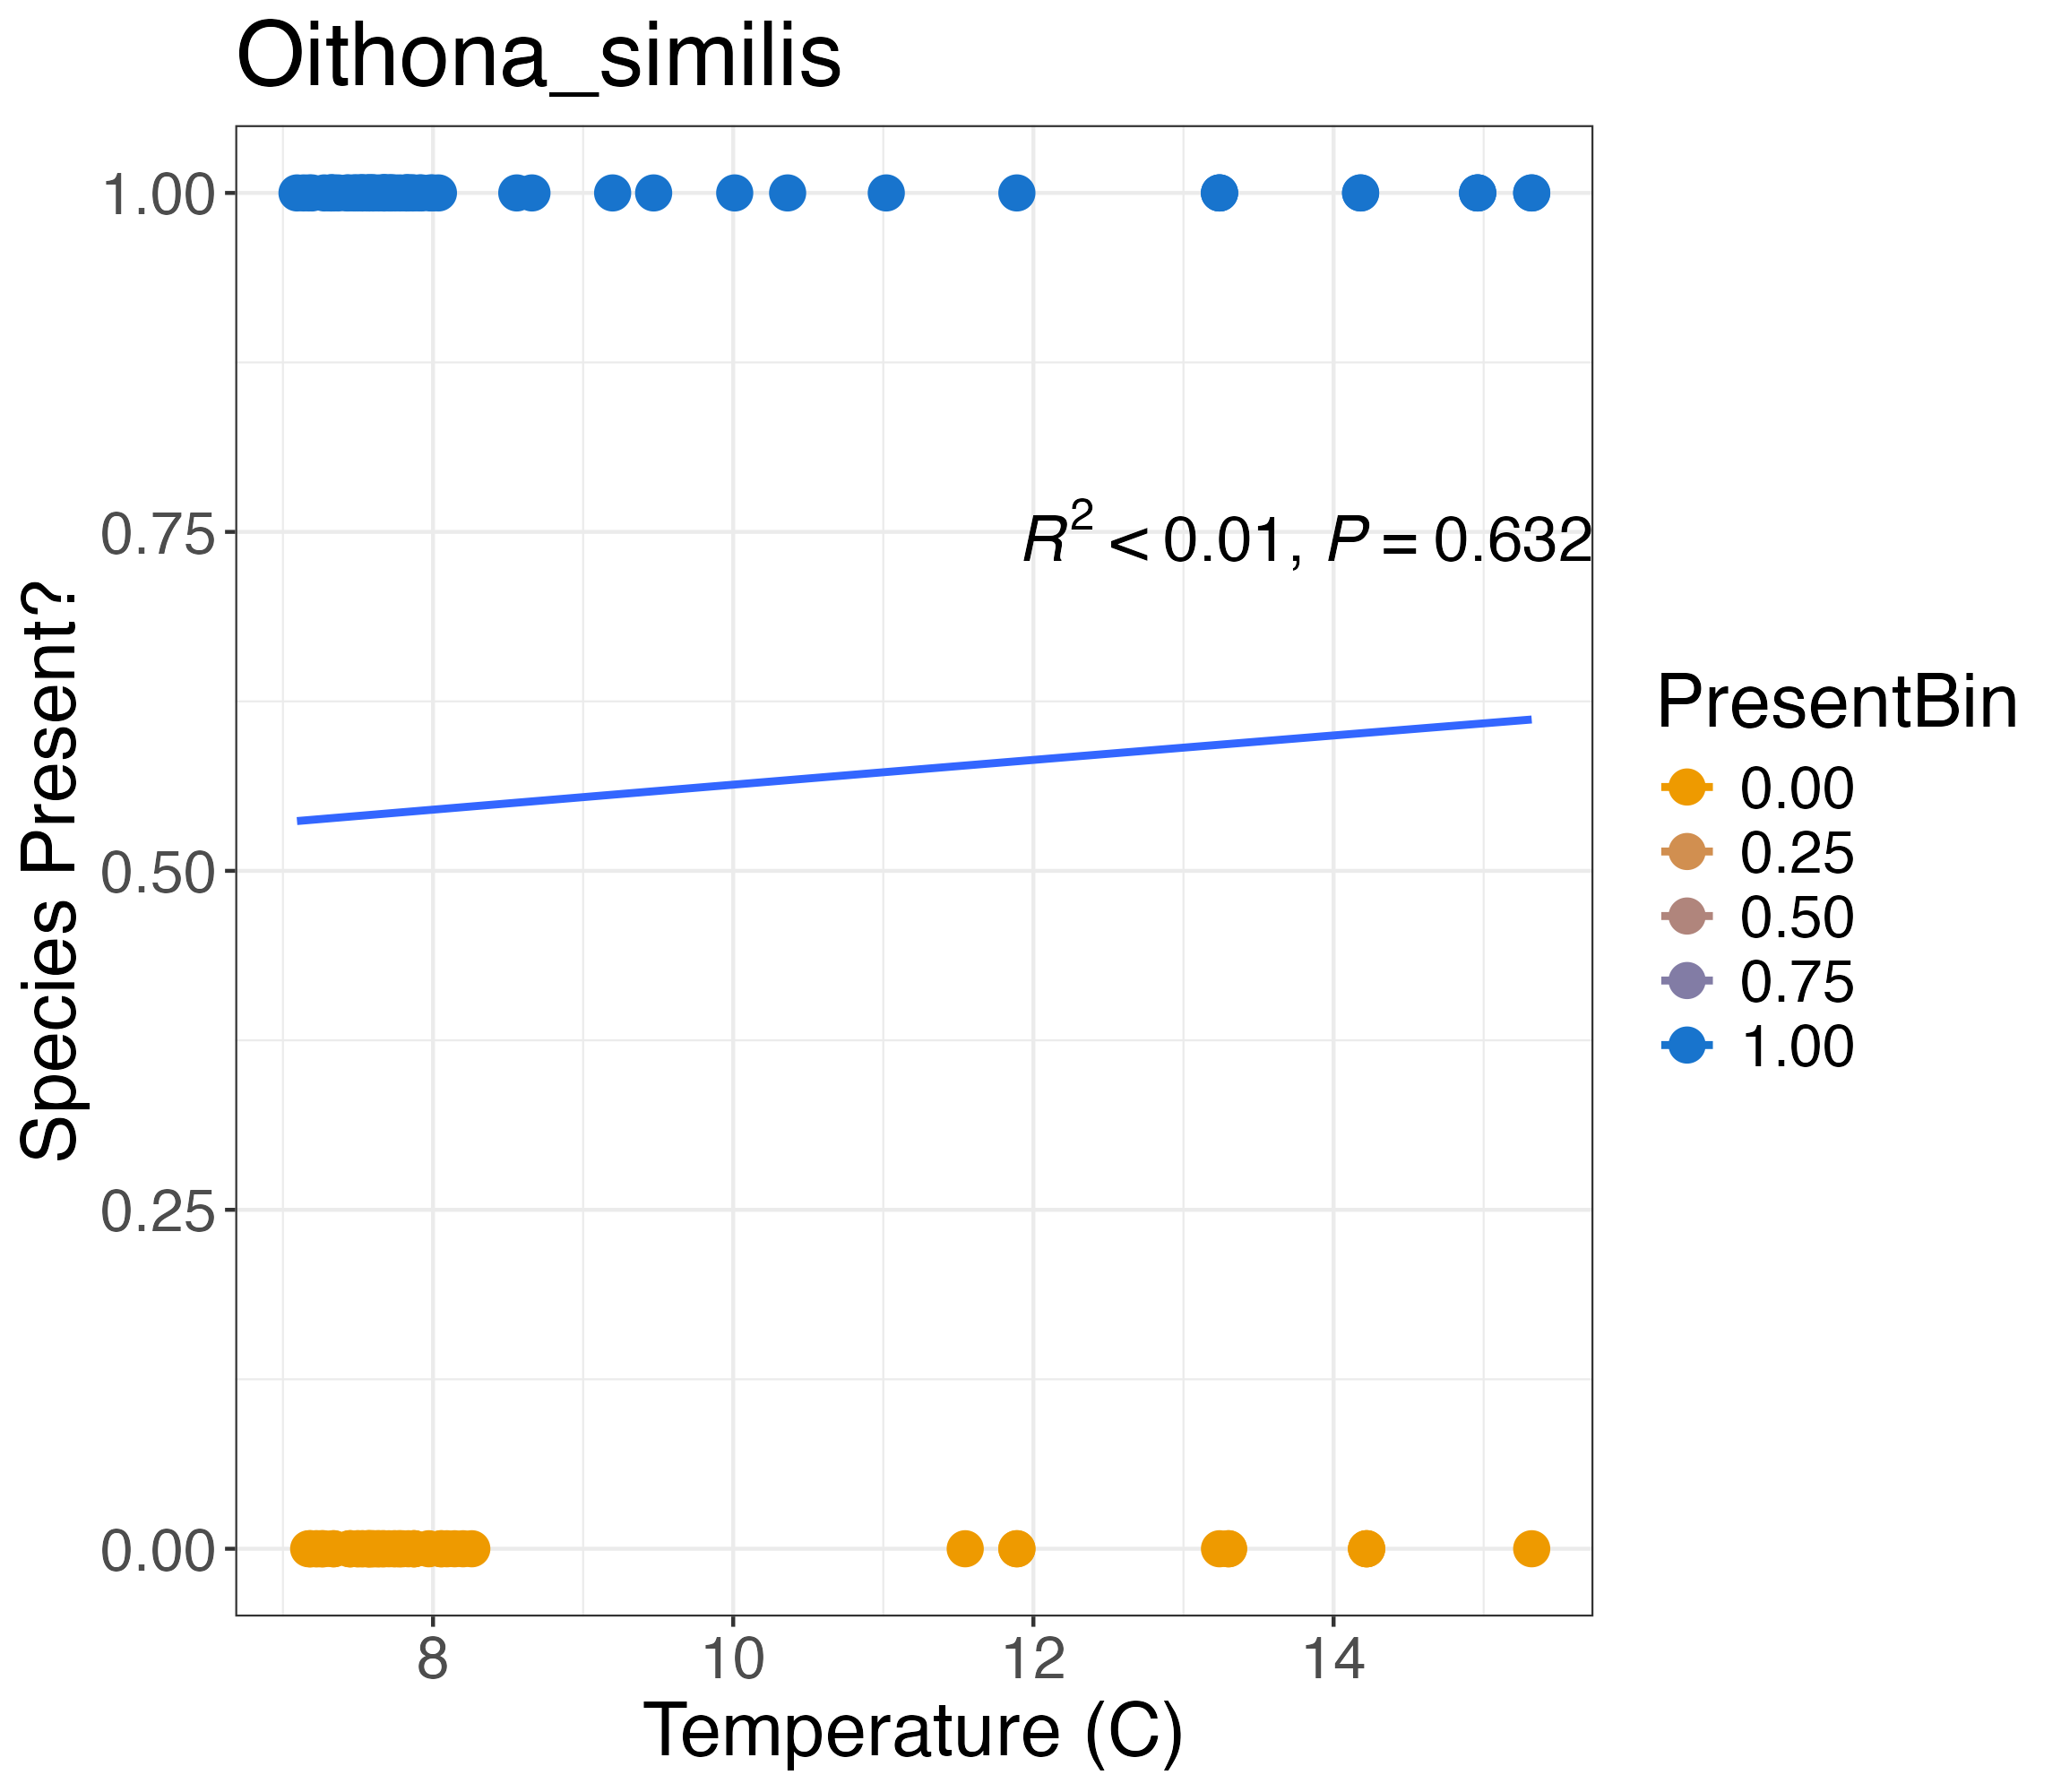 Oithona_similis
1.00
0.75
0.50
0.25
0.00
Species Present?
R² < 0.01, P = 0.632
8 10 12 14
Temperature (C)
PresentBin
0.00
0.25
0.50
0.75
1.00